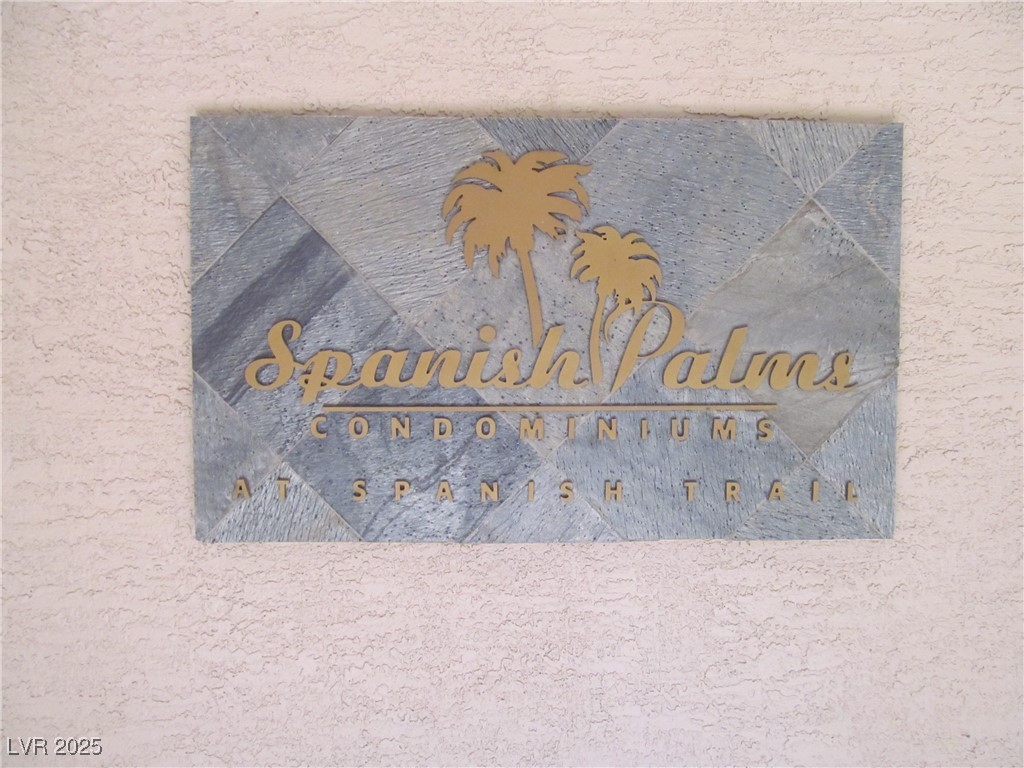 Spanish Palms
CONDOMINIUMS
AT SPANISH TRAIL
LVR 2025